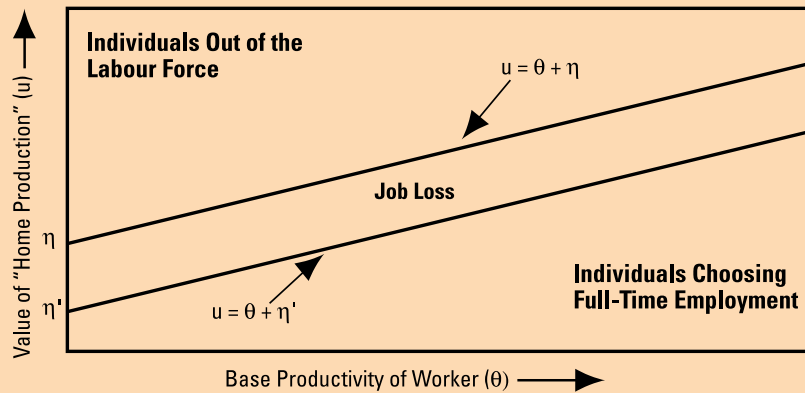 Individuals Out of the
Labour Force
u = θ + η
Job Loss
η
η'
u = θ + η'
Individuals Choosing
Full-Time Employment
Value of "Home Production" (u)
Base Productivity of Worker (θ)